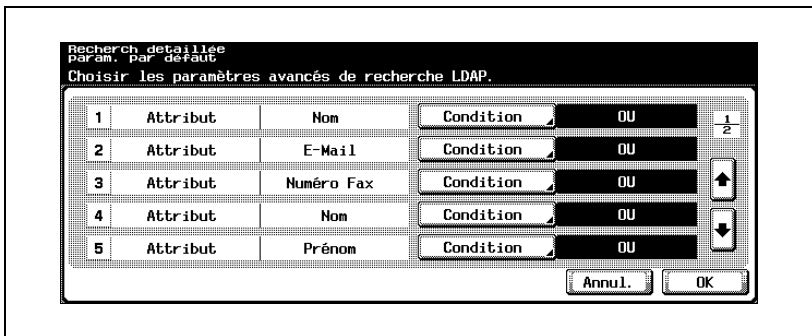 Recherch détaillée
param. par défaut
Choisir les paramètres avancés de recherche LDAP.
1 Attribut Nom Condition OU
1/2
2 Attribut E-Mail Condition OU
3 Attribut Numéro Fax Condition OU
4 Attribut Nom Condition OU
5 Attribut Prénom Condition OU
Annul. OK